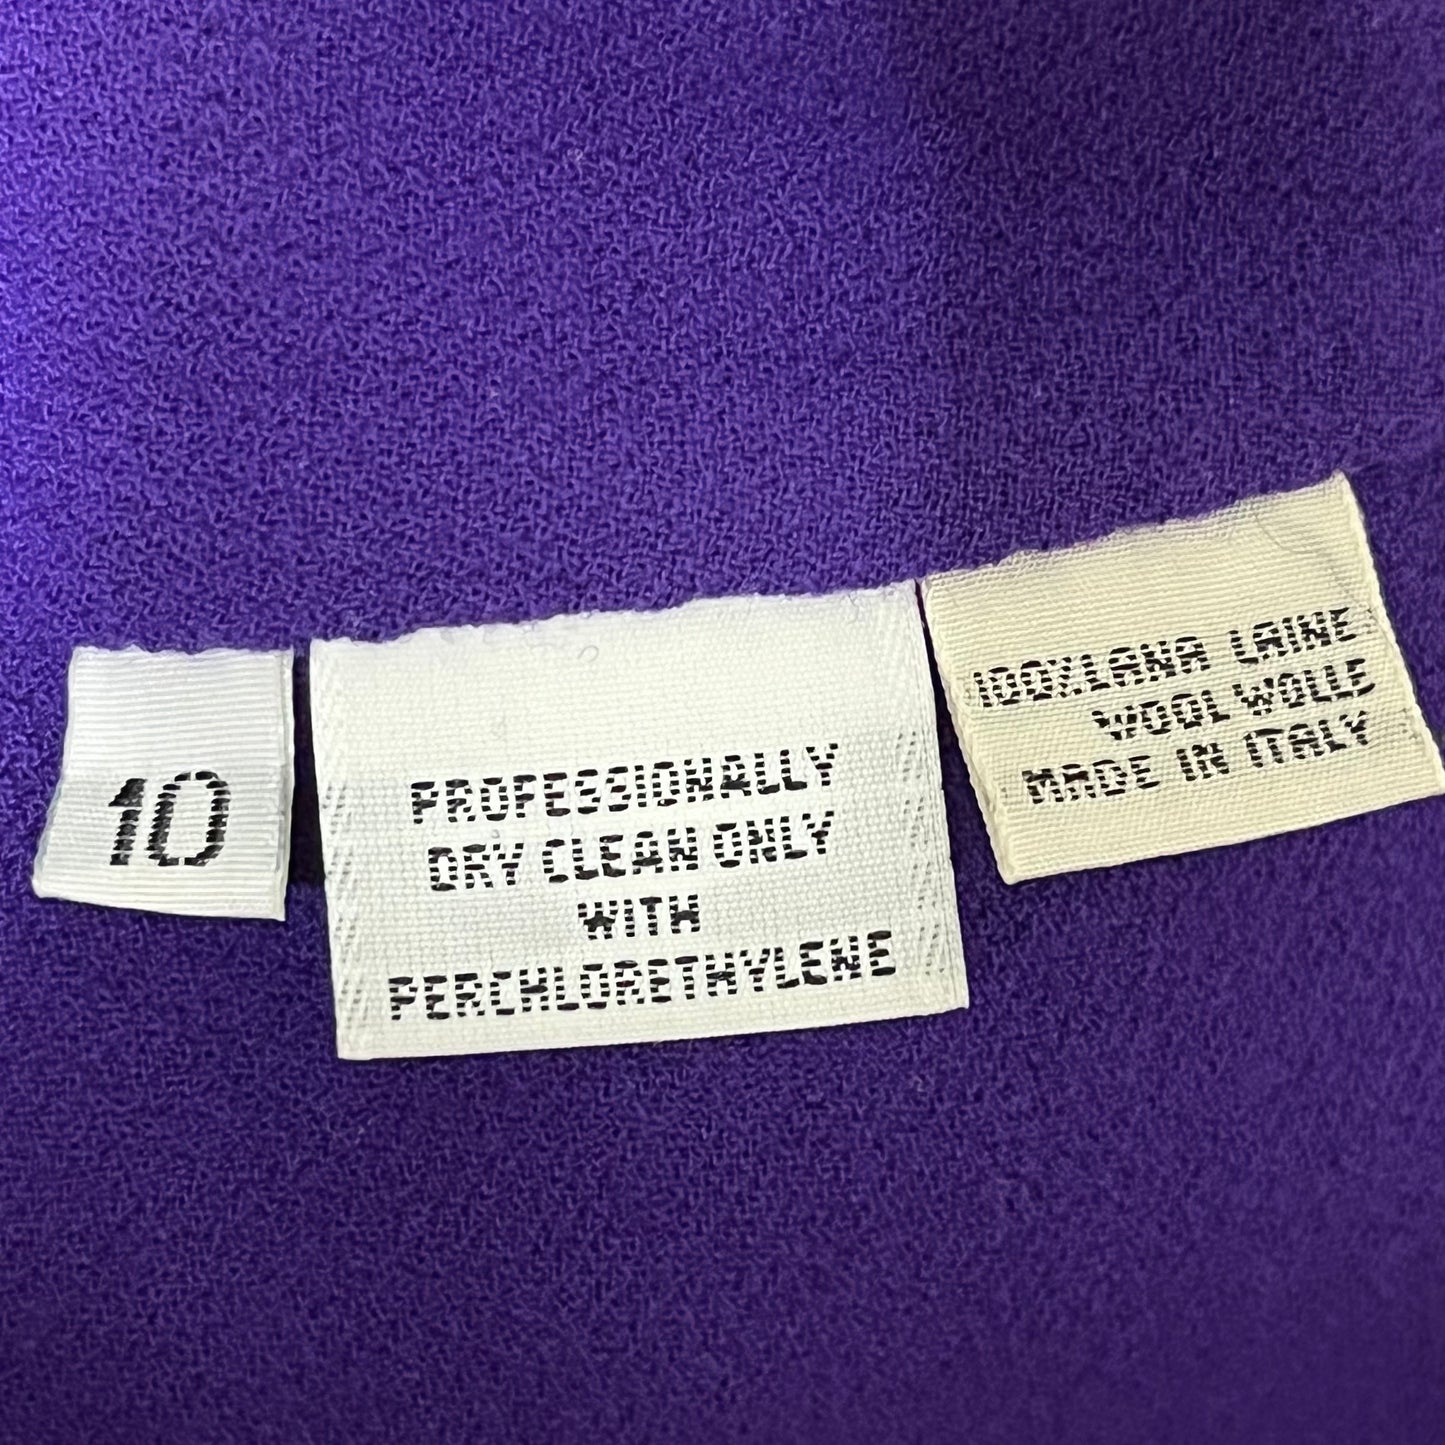 10
PROFESSIONALLY
DRY CLEAN ONLY
WITH
PERCHLORETHYLENE
100%LANA LAINE
WOOL WOLLE
MADE IN ITALY